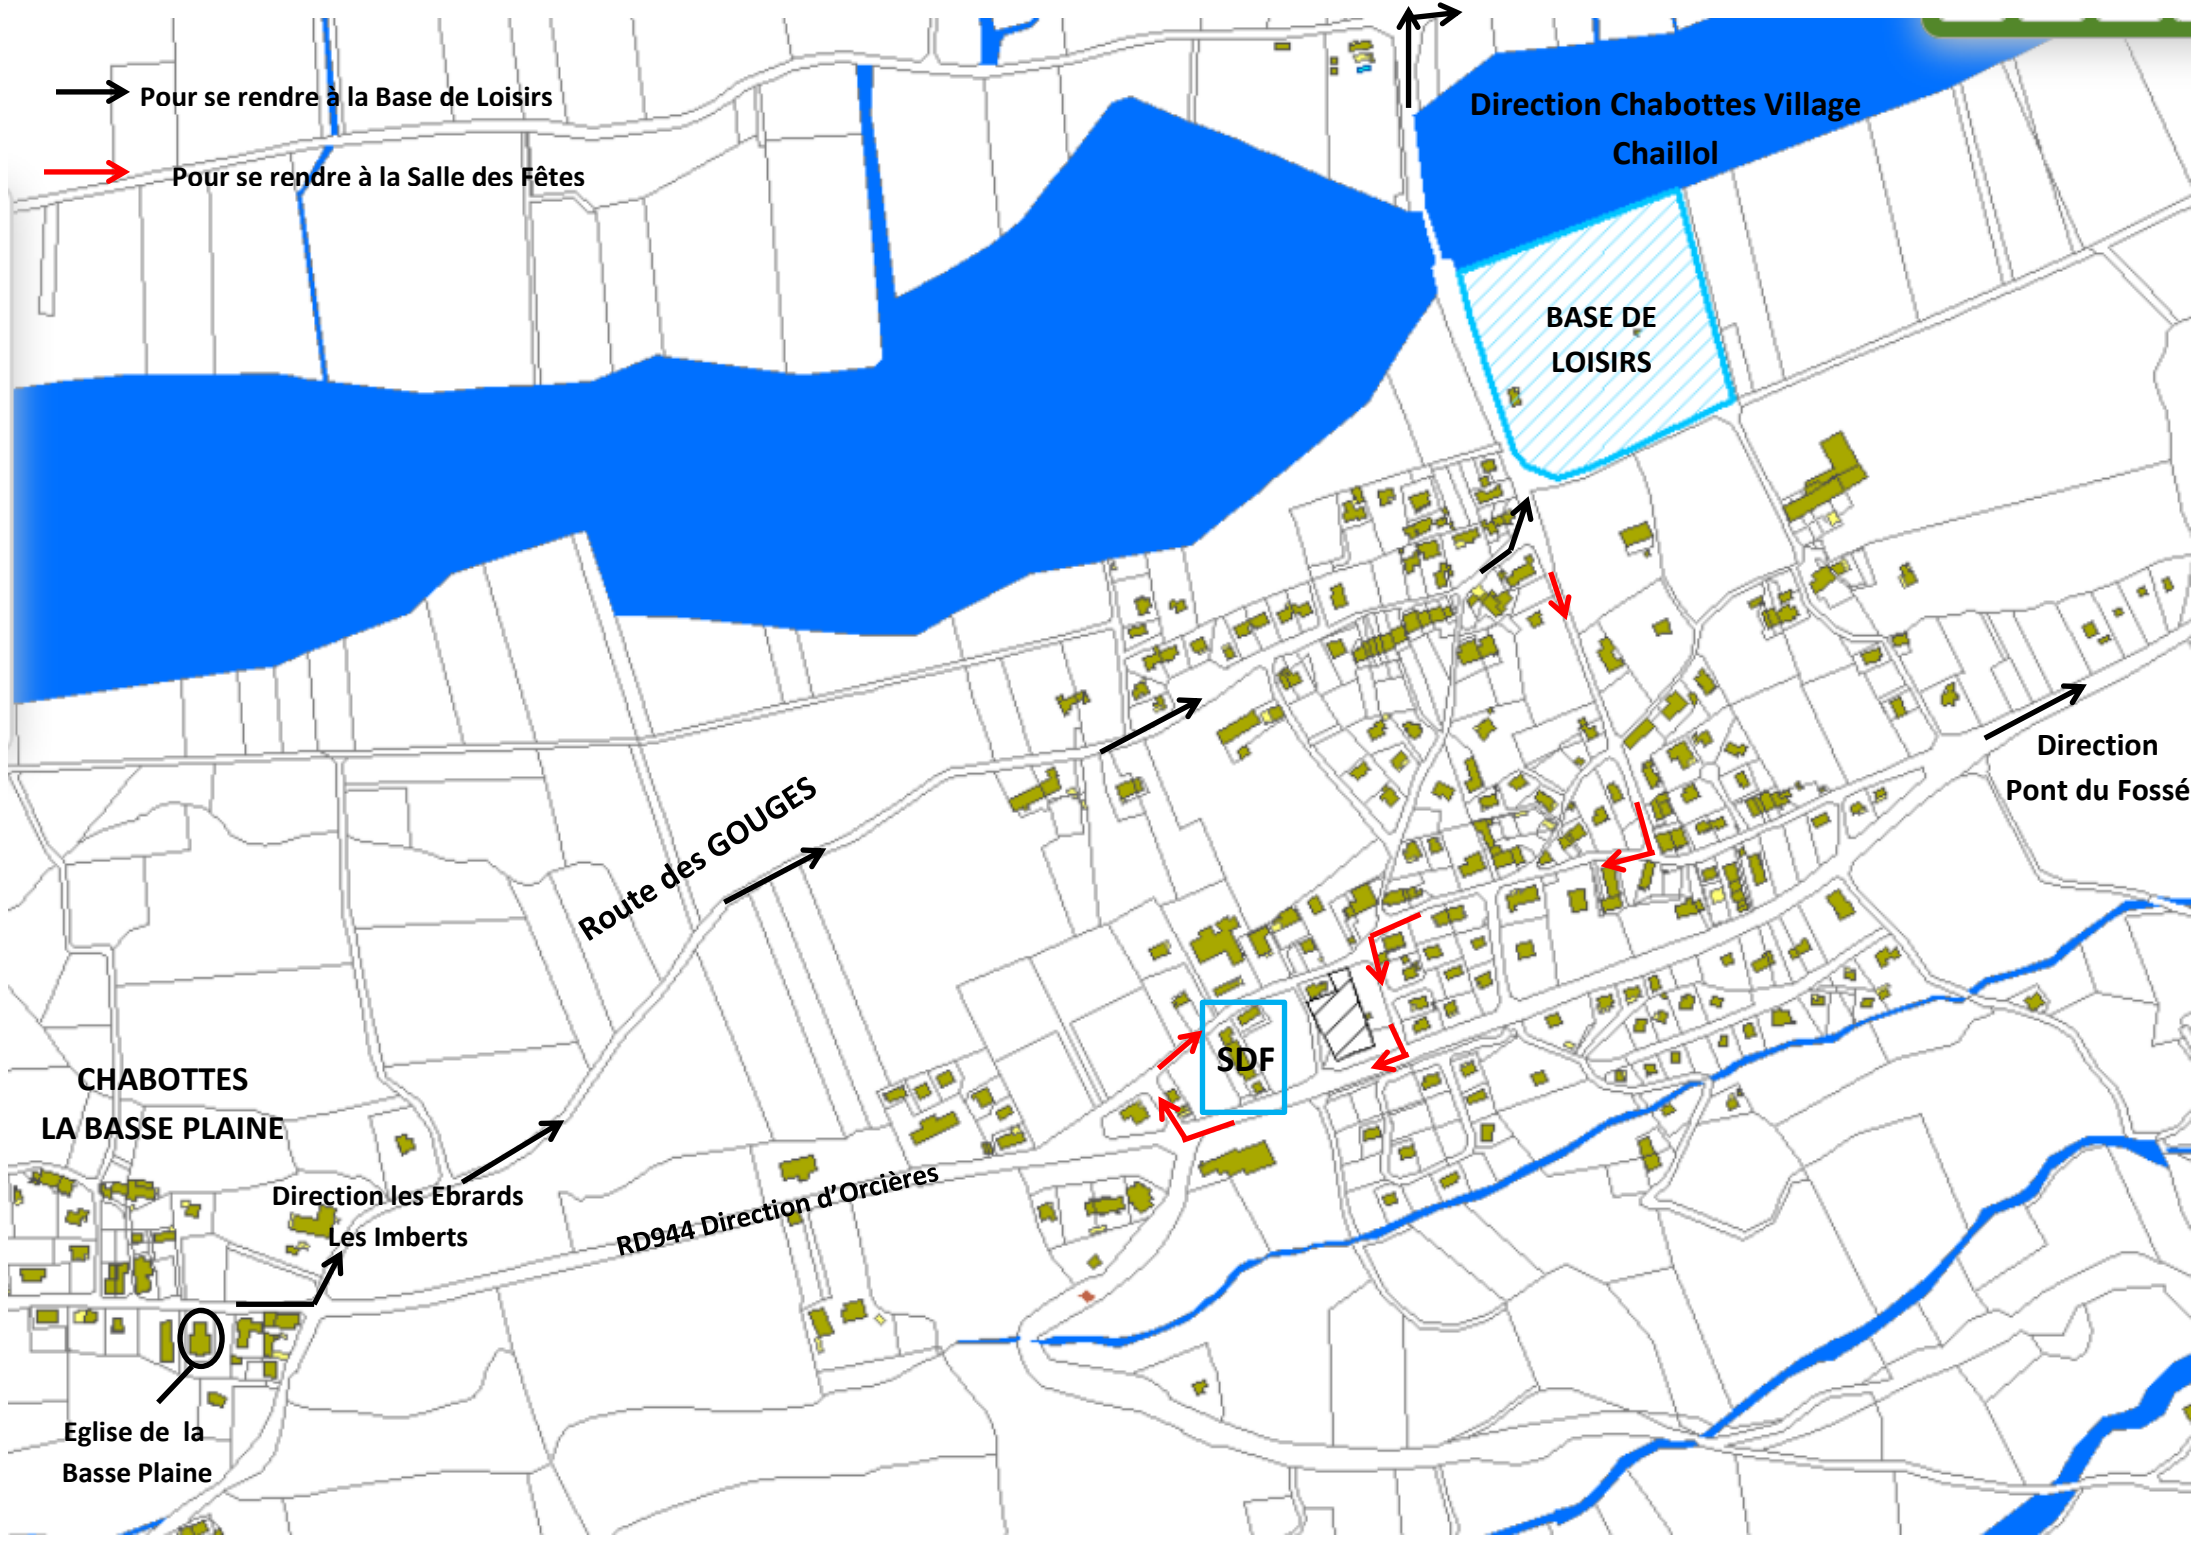 Pour se rendre à la Base de Loisirs
Pour se rendre à la Salle des Fêtes
Direction Chabottes Village
Chaillol
BASE DE
LOISIRS
Direction
Pont du Fossé
Route des GOUGES
SDF
CHABOTTES
LA BASSE PLAINE
Direction les Ebrards
Les Imberts
RD944 Direction d’Orcières
Eglise de la
Basse Plaine